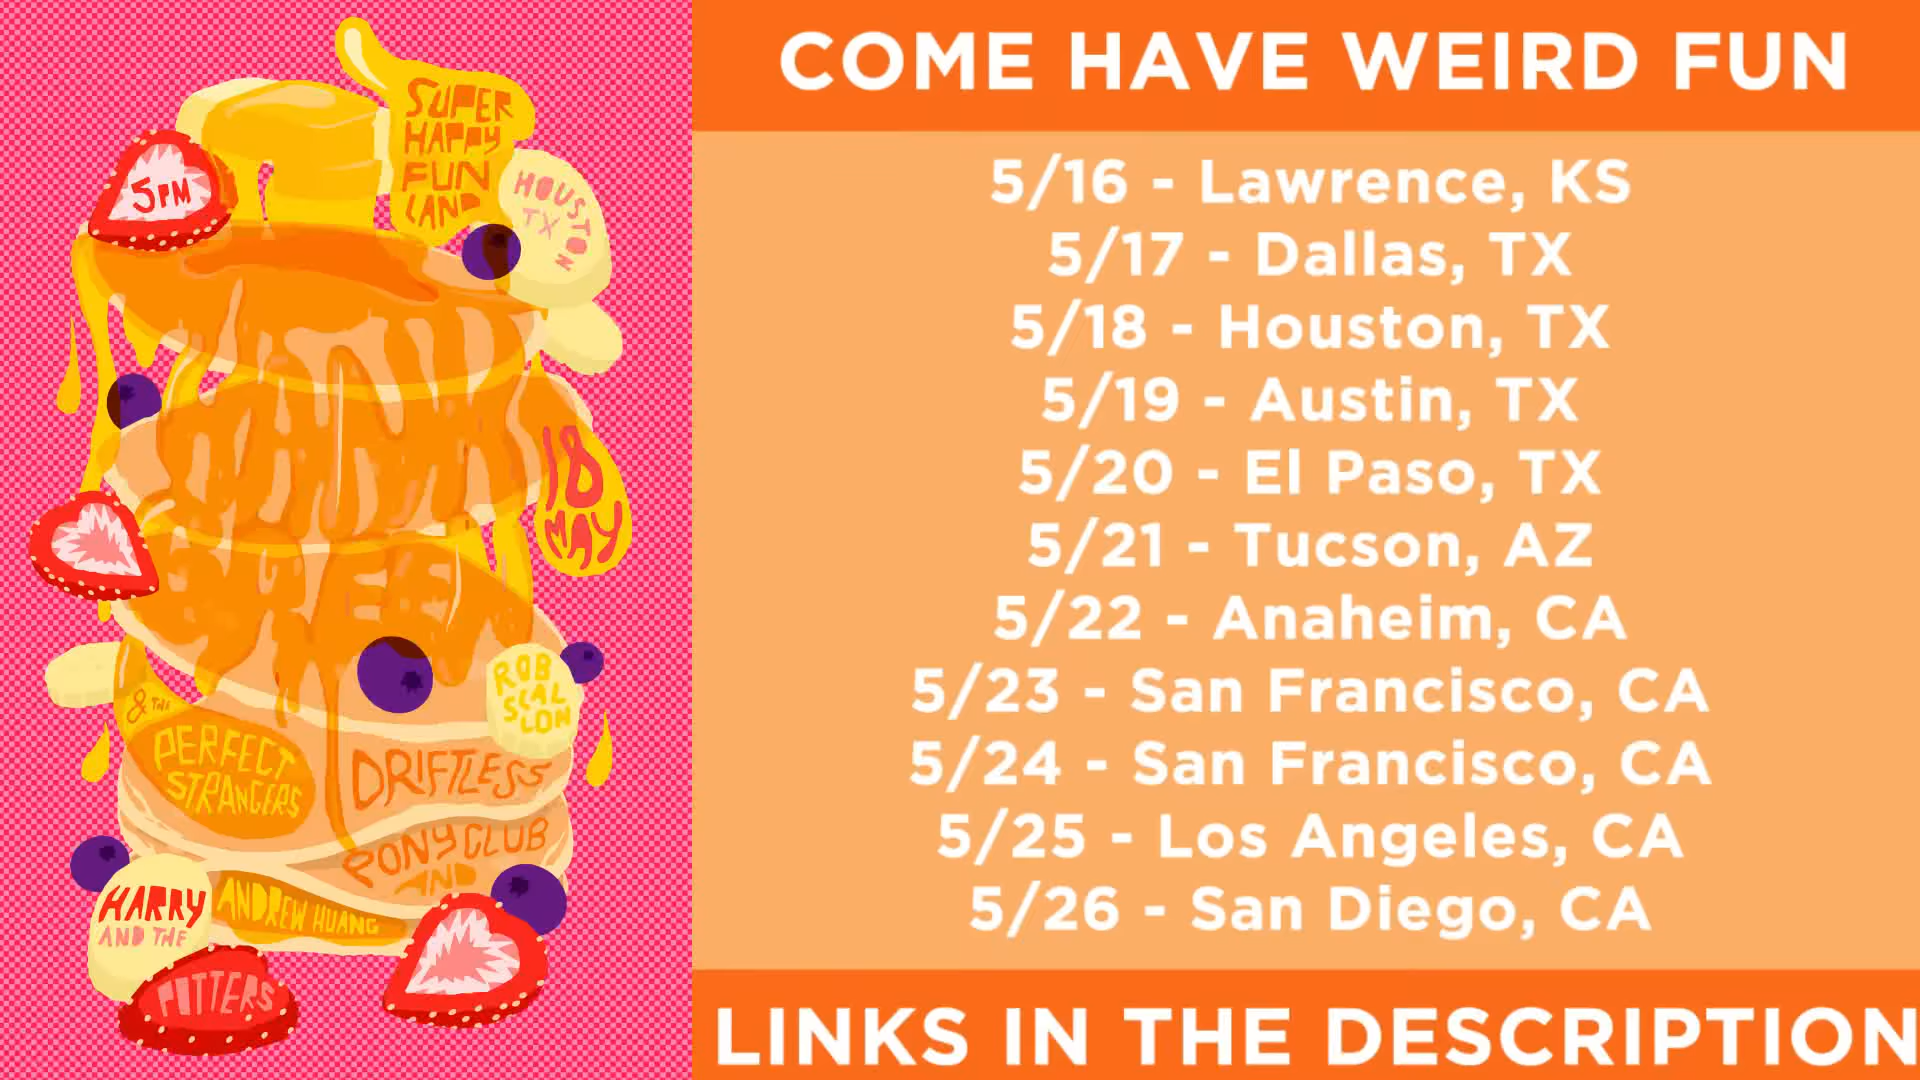 SUPER
HAPPY
FUN
LAND
5PM
HOUSTON
TX
HANK
GREEN
18
MAY
ROB
SCAL
LON
& THE
PERFECT
STRANGERS
DRIFTLESS
PONY CLUB
AND
HARRY
AND THE
POTTERS
ANDREW HUANG
COME HAVE WEIRD FUN
5/16 - Lawrence, KS
5/17 - Dallas, TX
5/18 - Houston, TX
5/19 - Austin, TX
5/20 - El Paso, TX
5/21 - Tucson, AZ
5/22 - Anaheim, CA
5/23 - San Francisco, CA
5/24 - San Francisco, CA
5/25 - Los Angeles, CA
5/26 - San Diego, CA
LINKS IN THE DESCRIPTION